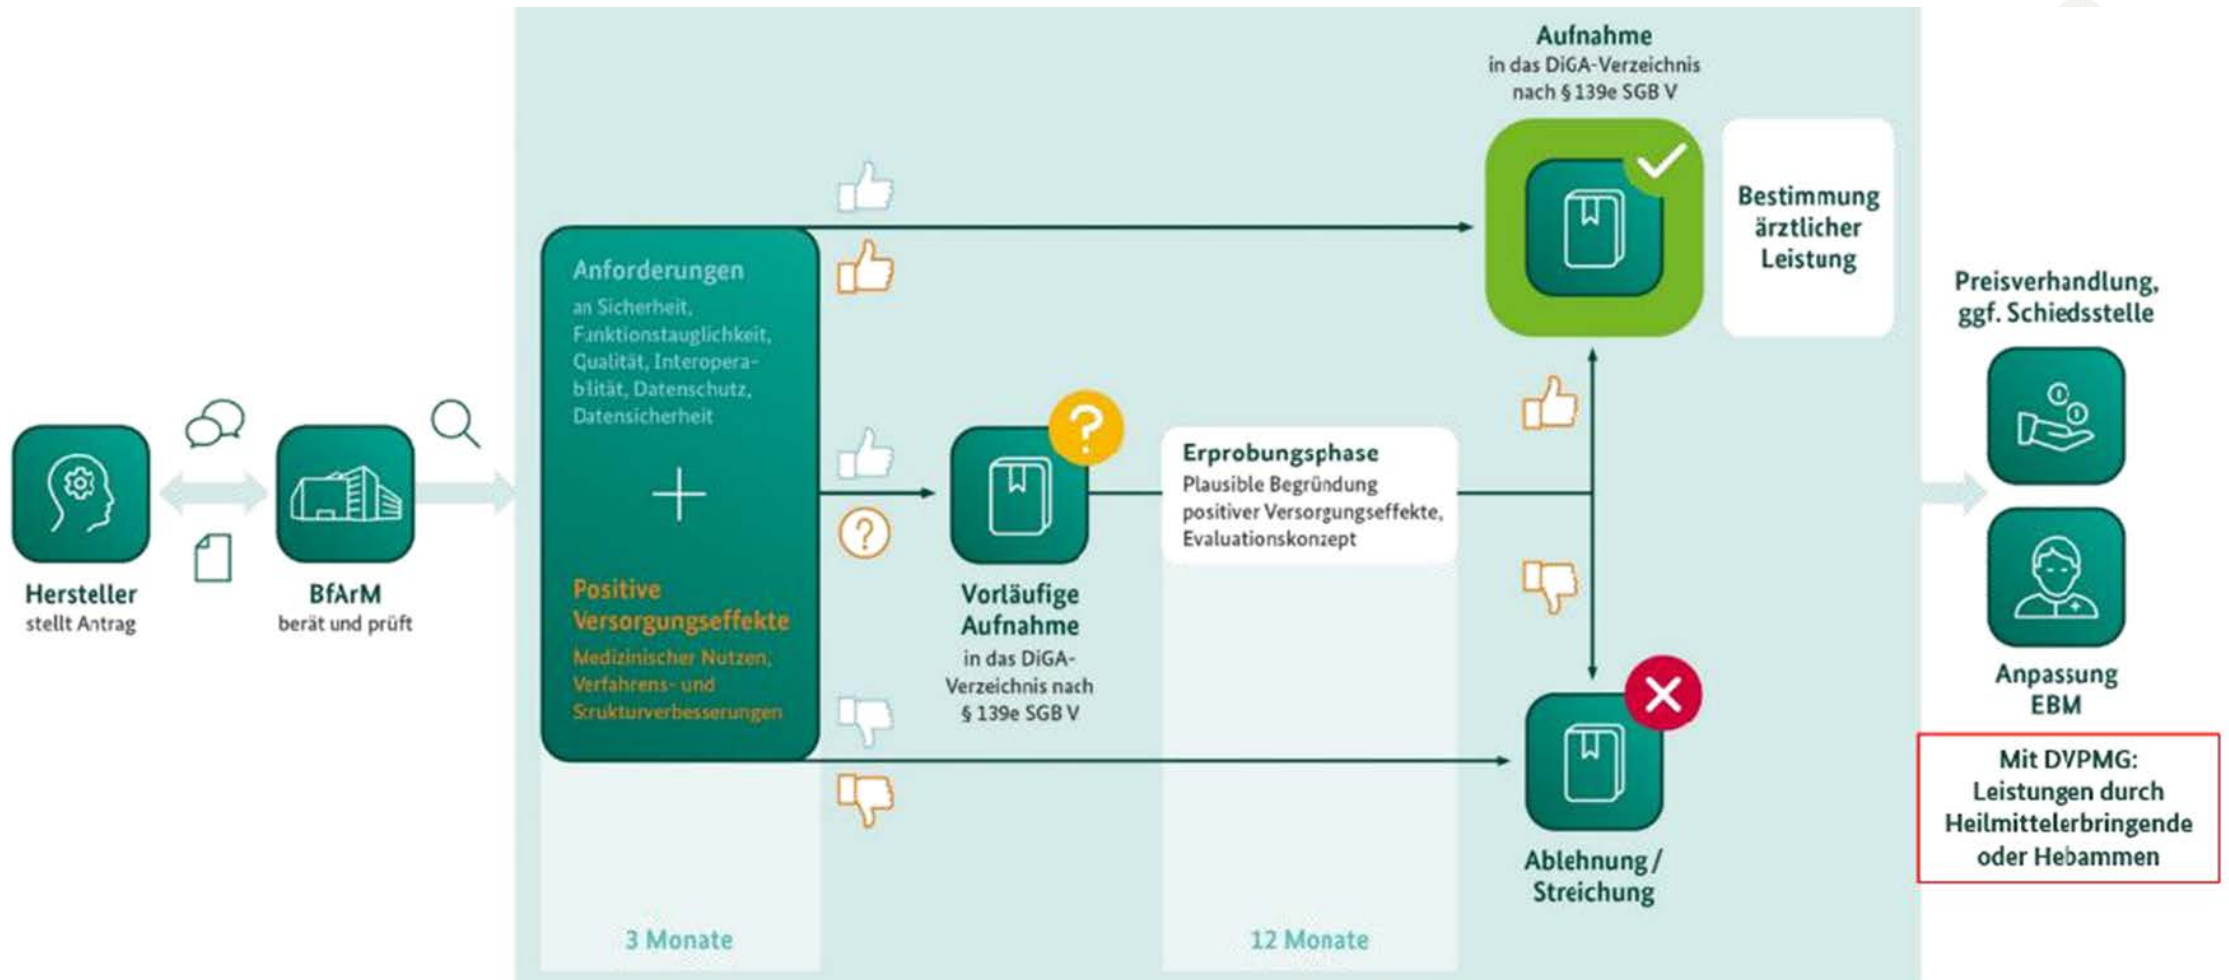 Hersteller
stellt Antrag
BfArM
berät und prüft
Anforderungen
an Sicherheit,
Funktionstauglichkeit,
Qualität, Interopera-
bilität, Datenschutz,
Datensicherheit
+
Positive
Versorgungseffekte
Medizinischer Nutzen,
Verfahrens- und
Strukturverbesserungen
3 Monate
?
?
Vorläufige
Aufnahme
in das DiGA-
Verzeichnis nach
§ 139e SGB V
Erprobungsphase
Plausible Begründung
positiver Versorgungseffekte,
Evaluationskonzept
12 Monate
Aufnahme
in das DiGA-Verzeichnis
nach § 139e SGB V
Bestimmung
ärztlicher
Leistung
Ablehnung /
Streichung
Preisverhandlung,
ggf. Schiedsstelle
Anpassung
EBM
Mit DVPMG:
Leistungen durch
Heilmittelerbringende
oder Hebammen